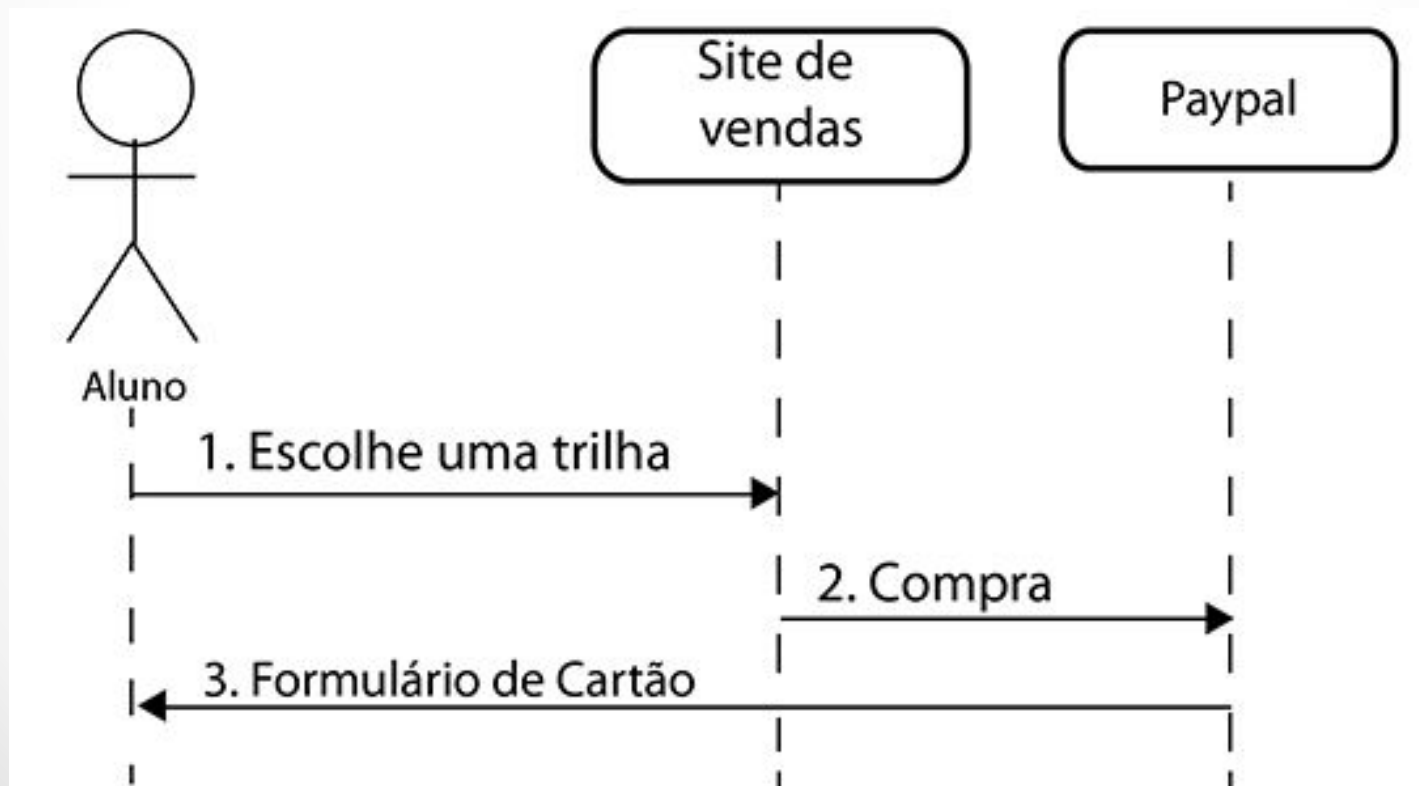 Site de
vendas
Paypal
Aluno
1. Escolhe uma trilha
2. Compra
3. Formulário de Cartão